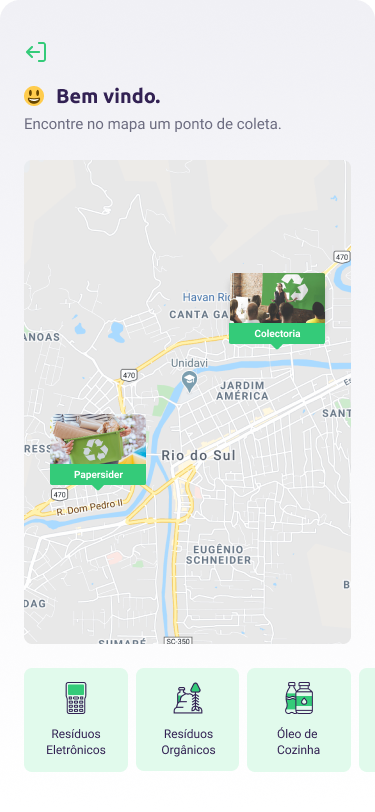 Bem vindo.
Encontre no mapa um ponto de coleta.
470
Havan Rio
CANTA GA
Colectoria
ANOAS
Unidavi
470
JARDIM
AMÉRICA
SANT
RESS
Papersider
Rio do Sul
470
R. Dom Pedro II
EUGÊNIO
SCHNEIDER
B
DAG
SUMARÉ
SC-350
Resíduos
Eletrônicos
Resíduos
Orgânicos
Óleo de
Cozinha